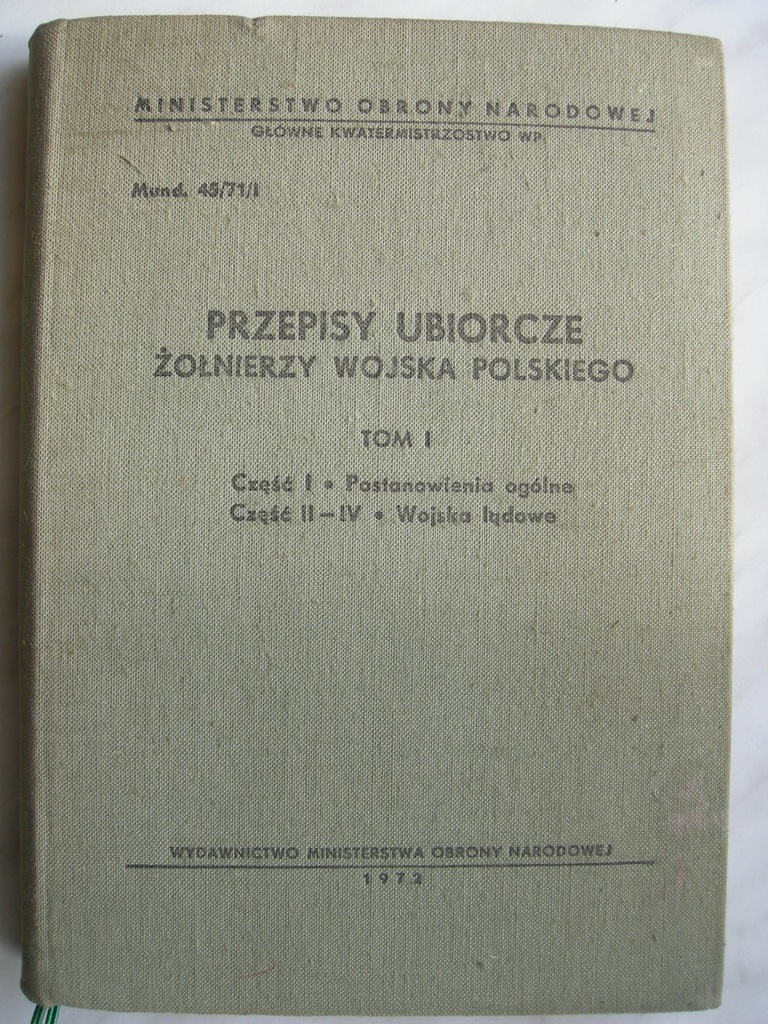 MINISTERSTWO OBRONY NARODOWEJ
GŁÓWNE KWATERMISTRZOSTWO WP.
Mund. 45/71/I
PRZEPISY UBIORCZE
ŻOŁNIERZY WOJSKA POLSKIEGO
TOM I
Część I • Postanowienia ogólne
Część II – IV • Wojska lądowe
WYDAWNICTWO MINISTERSTWA OBRONY NARODOWEJ
1972